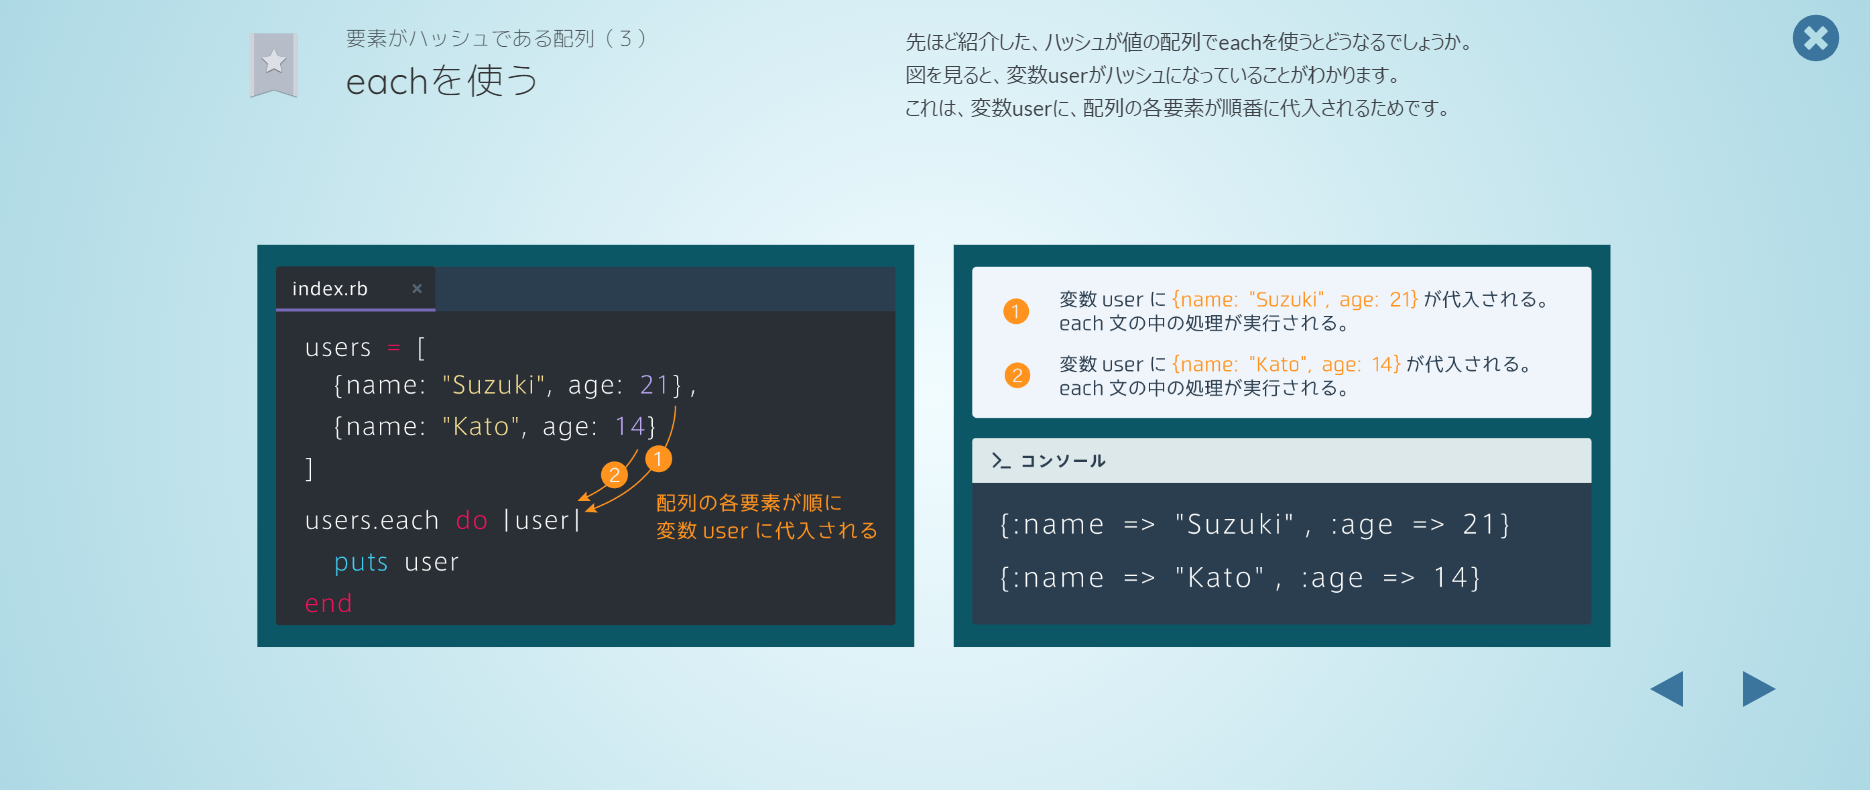 要素がハッシュである配列（３）
eachを使う
先ほど紹介した、ハッシュが値の配列でeachを使うとどうなるでしょうか。
図を見ると、変数userがハッシュになっていることがわかります。
これは、変数userに、配列の各要素が順番に代入されるためです。
index.rb ×
users = [
{name: "Suzuki", age: 21},
{name: "Kato", age: 14}
]
users.each do |user|
puts user
end
1
2
配列の各要素が順に
変数 user に代入される
1
変数 user に {name: "Suzuki", age: 21} が代入される。
each 文の中の処理が実行される。
2
変数 user に {name: "Kato", age: 14} が代入される。
each 文の中の処理が実行される。
>_ コンソール
{:name => "Suzuki", :age => 21}
{:name => "Kato", :age => 14}